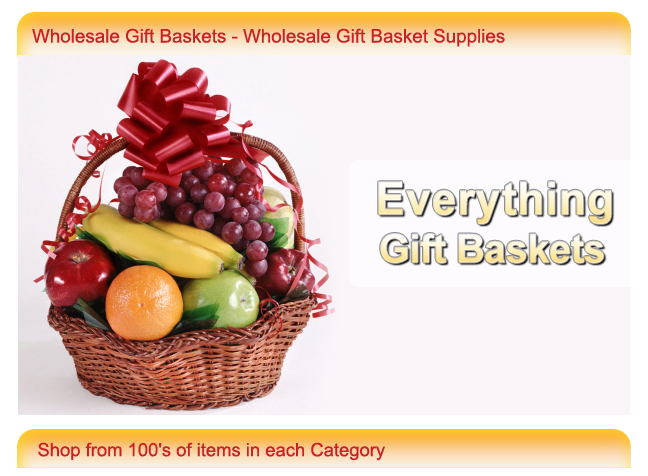 Wholesale Gift Baskets - Wholesale Gift Basket Supplies
Everything
Gift Baskets
Shop from 100's of items in each Category